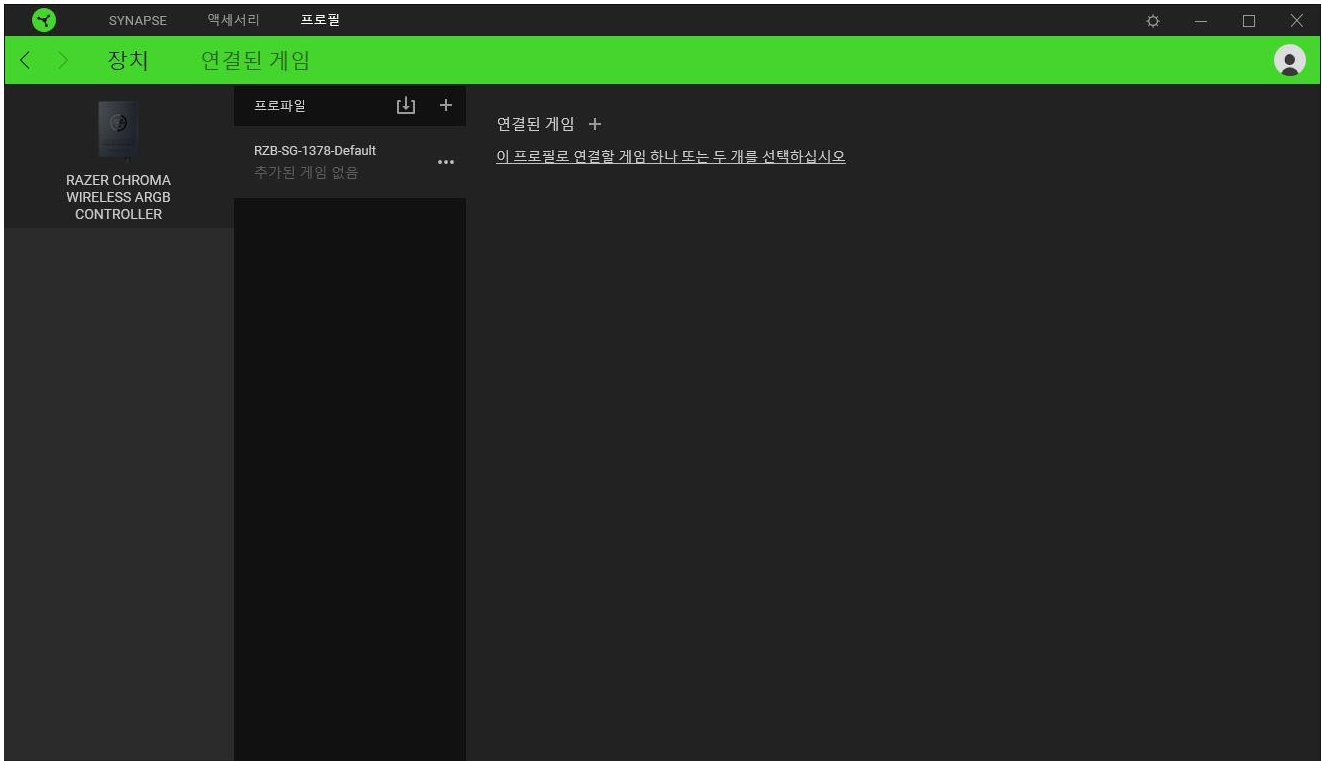 SYNAPSE 액세서리 프로필
장치 연결된 게임
RAZER CHROMA
WIRELESS ARGB
CONTROLLER
프로파일
RZB-SG-1378-Default
추가된 게임 없음
연결된 게임
이 프로필로 연결할 게임 하나 또는 두 개를 선택하십시오